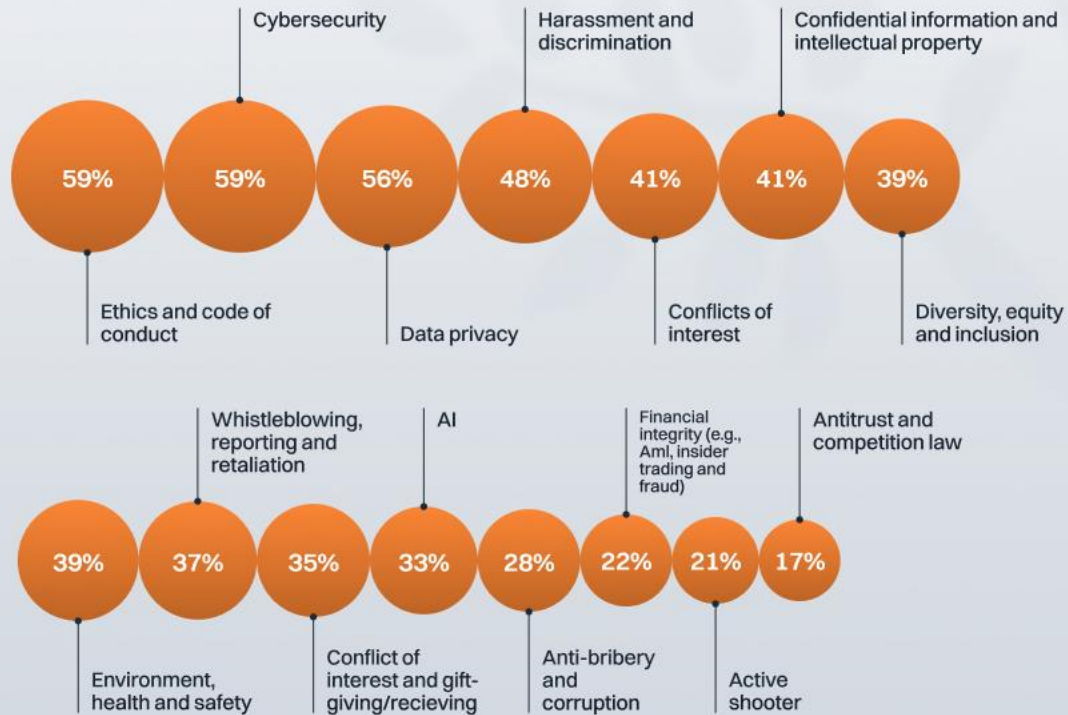 Cybersecurity
Harassment and
discrimination
Confidential information and
intellectual property
59%
59%
56%
48%
41%
41%
39%
Ethics and code of
conduct
Data privacy
Conflicts of
interest
Diversity, equity
and inclusion
Whistleblowing,
reporting and
retaliation
AI
Financial
integrity (e.g.,
Aml, insider
trading and
fraud)
Antitrust and
competition law
39%
37%
35%
33%
28%
22%
21%
17%
Environment,
health and safety
Conflict of
interest and gift-
giving/recieving
Anti-bribery
and
corruption
Active
shooter